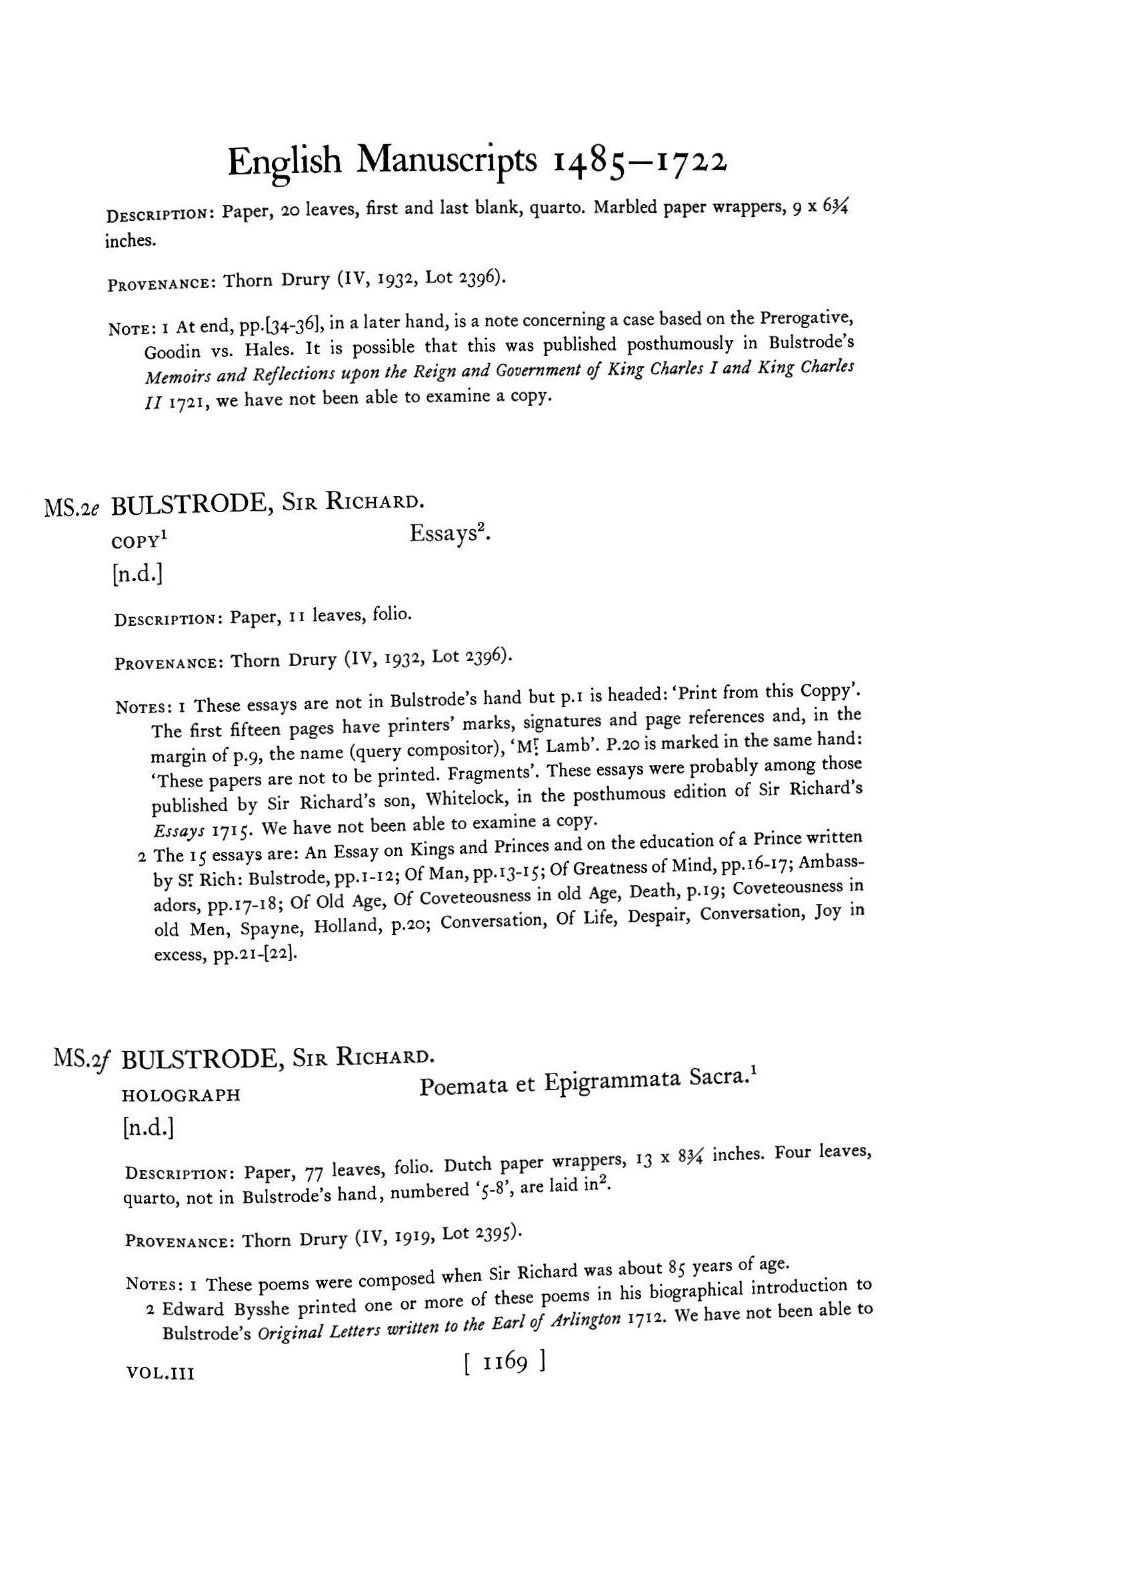 English Manuscripts 1485—1722
DESCRIPTION: Paper, 20 leaves, first and last blank, quarto. Marbled paper wrappers, 9 x 6¾
inches.
PROVENANCE: Thorn Drury (IV, 1932, Lot 2396).
NOTE: 1 At end, pp.[34-36], in a later hand, is a note concerning a case based on the Prerogative,
Goodin vs. Hales. It is possible that this was published posthumously in Bulstrode's
Memoirs and Reflections upon the Reign and Government of King Charles I and King Charles
II 1721, we have not been able to examine a copy.
MS.2e BULSTRODE, SIR RICHARD.
COPY¹ Essays².
[n.d.]
DESCRIPTION: Paper, 11 leaves, folio.
PROVENANCE: Thorn Drury (IV, 1932, Lot 2396).
NOTES: 1 These essays are not in Bulstrode's hand but p.1 is headed: 'Print from this Coppy'.
The first fifteen pages have printers' marks, signatures and page references and, in the
margin of p.9, the name (query compositor), 'Mr. Lamb'. P.20 is marked in the same hand:
'These papers are not to be printed. Fragments'. These essays were probably among those
published by Sir Richard's son, Whitelock, in the posthumous edition of Sir Richard's
Essays 1715. We have not been able to examine a copy.
2 The 15 essays are: An Essay on Kings and Princes and on the education of a Prince written
by Sr. Rich: Bulstrode, pp.1-12; Of Man, pp.13-15; Of Greatness of Mind, pp.16-17; Ambass-
adors, pp.17-18; Of Old Age, Of Coveteousness in old Age, Death, p.19; Coveteousness in
old Men, Spayne, Holland, p.20; Conversation, Of Life, Despair, Conversation, Joy in
excess, pp.21-[22].
MS.2f BULSTRODE, SIR RICHARD.
HOLOGRAPH Poemata et Epigrammata Sacra.¹
[n.d.]
DESCRIPTION: Paper, 77 leaves, folio. Dutch paper wrappers, 13 x 8¾ inches. Four leaves,
quarto, not in Bulstrode's hand, numbered '5-8', are laid in².
PROVENANCE: Thorn Drury (IV, 1919, Lot 2395).
NOTES: 1 These poems were composed when Sir Richard was about 85 years of age.
2 Edward Bysshe printed one or more of these poems in his biographical introduction to
Bulstrode's Original Letters written to the Earl of Arlington 1712. We have not been able to
VOL.III [ 1169 ]